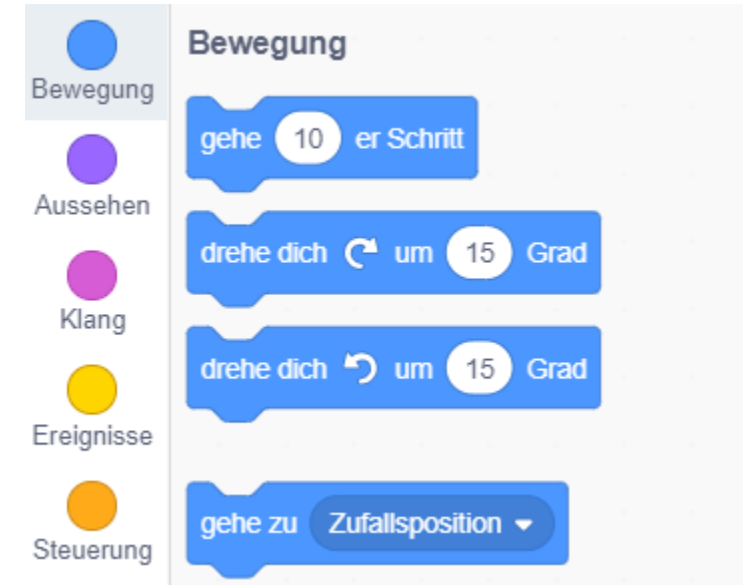 Bewegung
Aussehen
Klang
Ereignisse
Steuerung
Bewegung
gehe 10 er Schritt
drehe dich um 15 Grad
drehe dich um 15 Grad
gehe zu Zufallsposition